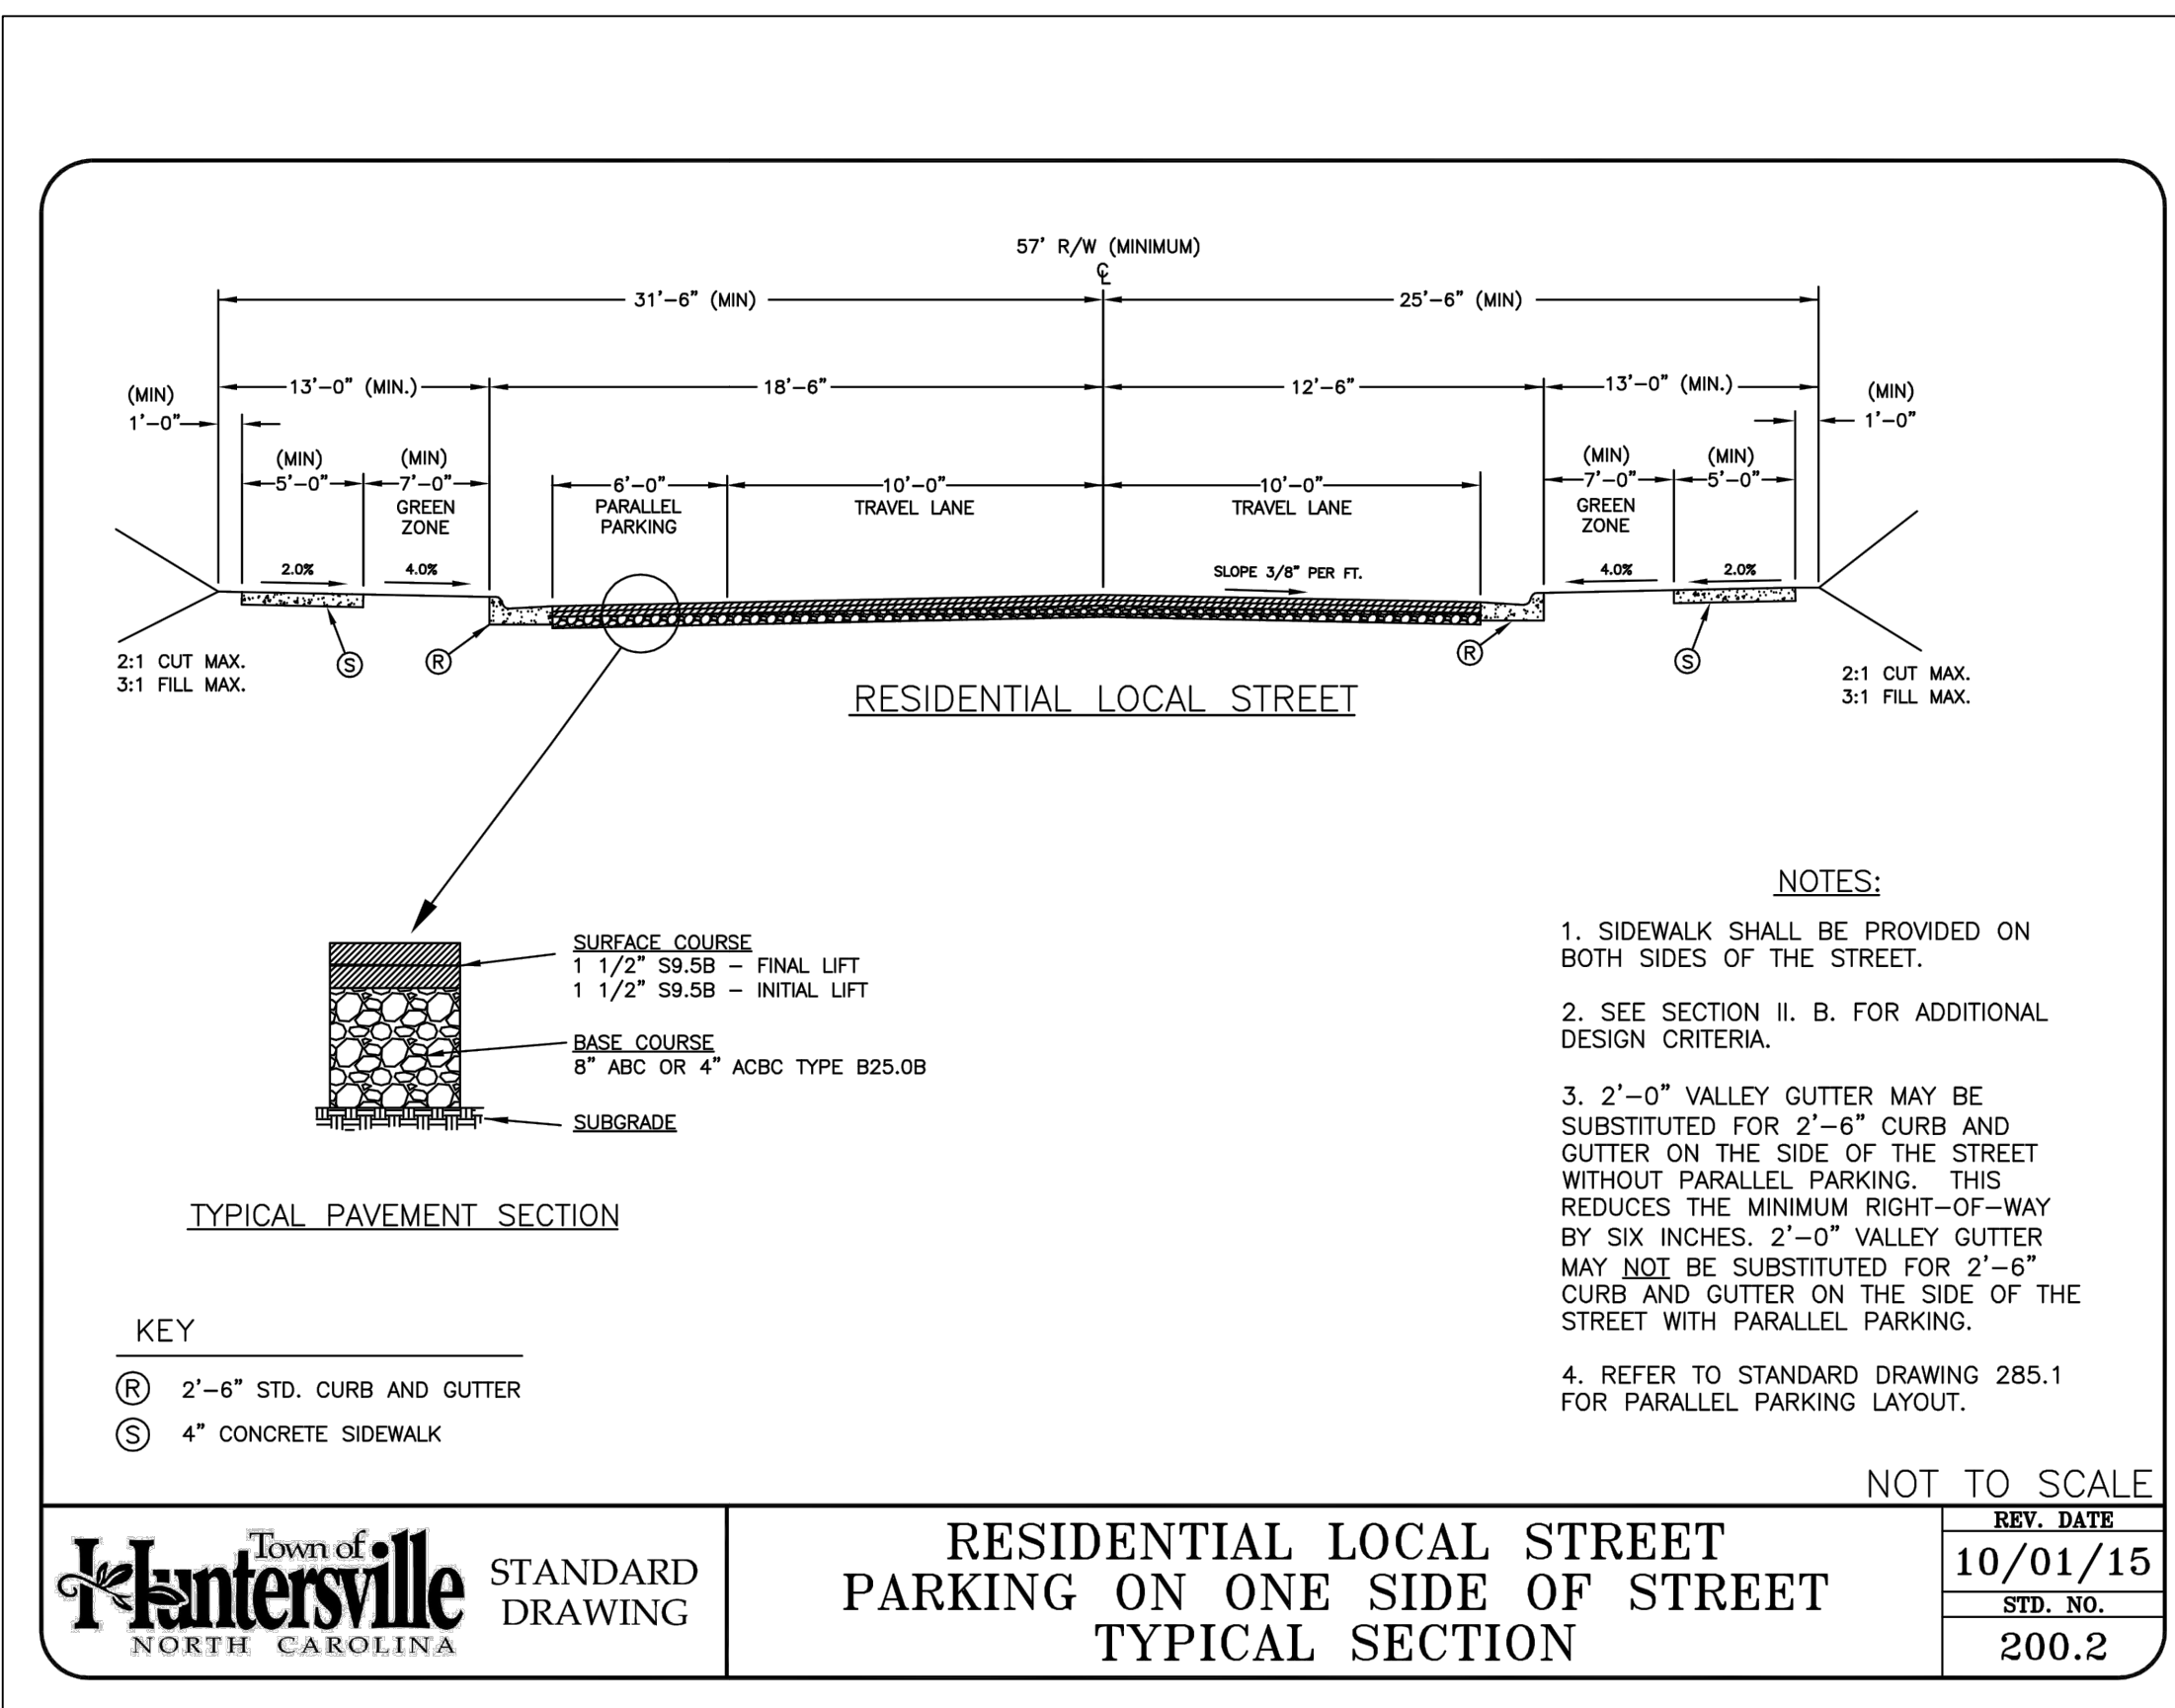 57' R/W (MINIMUM)
℄
31'-6" (MIN)
25'-6" (MIN)
(MIN)
1'-0"
13'-0" (MIN.)
18'-6"
12'-6"
13'-0" (MIN.)
(MIN)
1'-0"
(MIN)
5'-0"
(MIN)
7'-0"
GREEN
ZONE
6'-0"
PARALLEL
PARKING
10'-0"
TRAVEL LANE
10'-0"
TRAVEL LANE
(MIN)
7'-0"
GREEN
ZONE
(MIN)
5'-0"
2.0%
4.0%
SLOPE 3/8" PER FT.
4.0%
2.0%
S
R
R
S
2:1 CUT MAX.
3:1 FILL MAX.
2:1 CUT MAX.
3:1 FILL MAX.
RESIDENTIAL LOCAL STREET
SURFACE COURSE
1 1/2" S9.5B - FINAL LIFT
1 1/2" S9.5B - INITIAL LIFT
BASE COURSE
8" ABC OR 4" ACBC TYPE B25.0B
SUBGRADE
TYPICAL PAVEMENT SECTION
NOTES:
1. SIDEWALK SHALL BE PROVIDED ON
BOTH SIDES OF THE STREET.
2. SEE SECTION II. B. FOR ADDITIONAL
DESIGN CRITERIA.
3. 2'-0" VALLEY GUTTER MAY BE
SUBSTITUTED FOR 2'-6" CURB AND
GUTTER ON THE SIDE OF THE STREET
WITHOUT PARALLEL PARKING. THIS
REDUCES THE MINIMUM RIGHT-OF-WAY
BY SIX INCHES. 2'-0" VALLEY GUTTER
MAY NOT BE SUBSTITUTED FOR 2'-6"
CURB AND GUTTER ON THE SIDE OF THE
STREET WITH PARALLEL PARKING.
4. REFER TO STANDARD DRAWING 285.1
FOR PARALLEL PARKING LAYOUT.
KEY
R 2'-6" STD. CURB AND GUTTER
S 4" CONCRETE SIDEWALK
NOT TO SCALE
Town of
Huntersville
NORTH CAROLINA
STANDARD
DRAWING
RESIDENTIAL LOCAL STREET
PARKING ON ONE SIDE OF STREET
TYPICAL SECTION
REV. DATE
10/01/15
STD. NO.
200.2